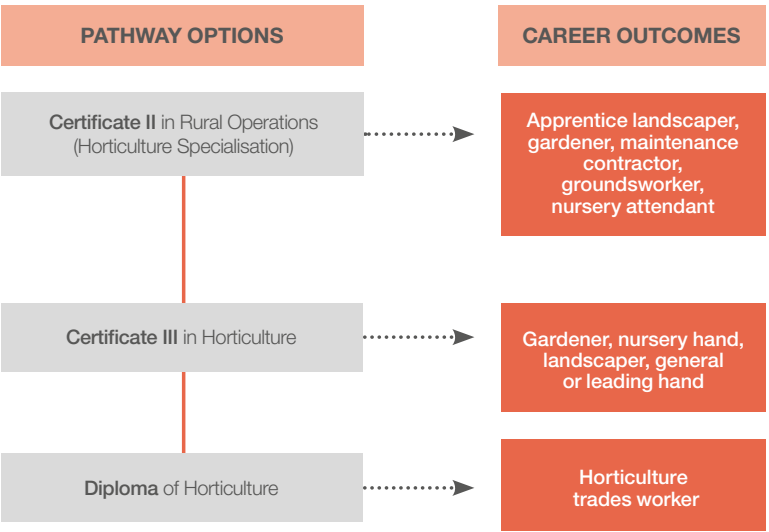 PATHWAY OPTIONS
CAREER OUTCOMES
Certificate II in Rural Operations
(Horticulture Specialisation)
Apprentice landscaper,
gardener, maintenance
contractor,
groundsworker,
nursery attendant
Certificate III in Horticulture
Gardener, nursery hand,
landscaper, general
or leading hand
Diploma of Horticulture
Horticulture
trades worker